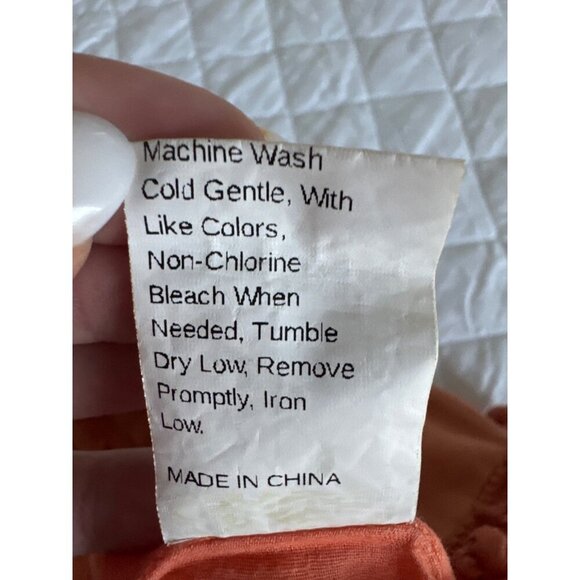 Machine Wash
Cold Gentle, With
Like Colors,
Non-Chlorine
Bleach When
Needed, Tumble
Dry Low, Remove
Promptly, Iron
Low.
MADE IN CHINA